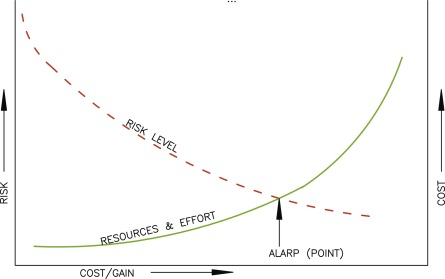 ...
RISK LEVEL
RISK
COST
RESOURCES & EFFORT
ALARP (POINT)
COST/GAIN